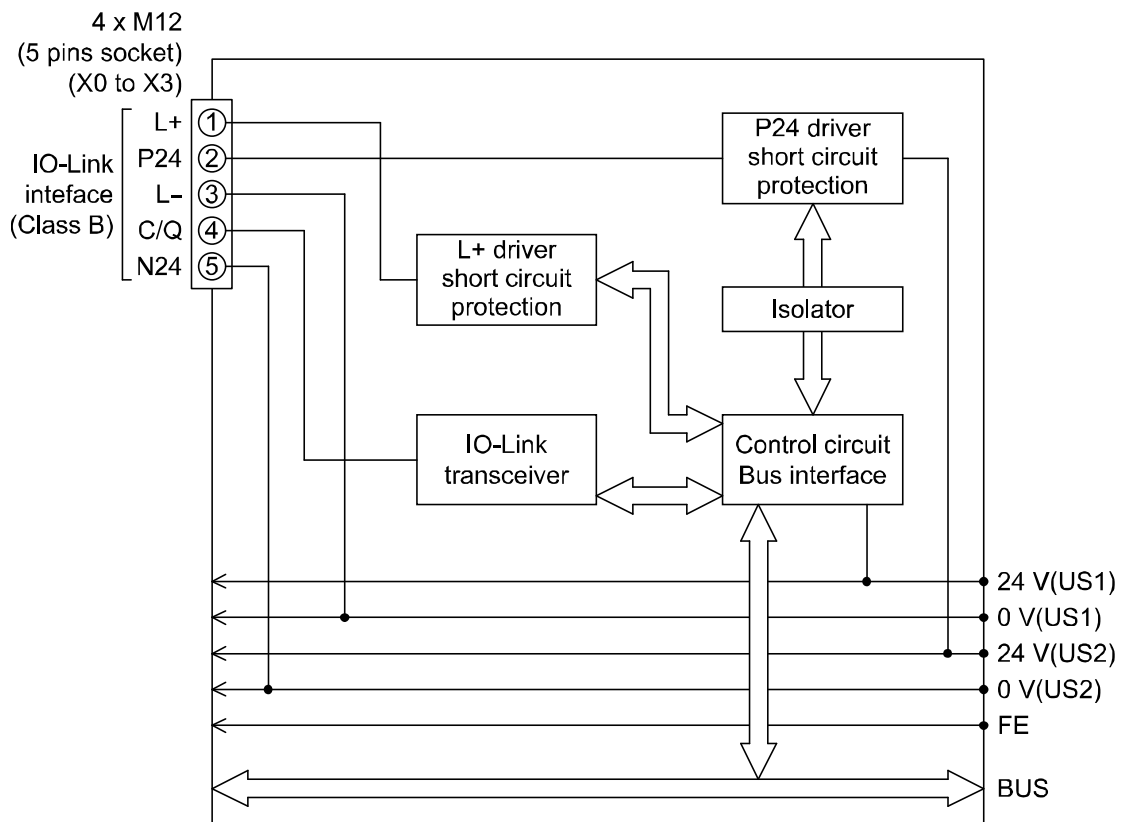 4 x M12
(5 pins socket)
(X0 to X3)
IO-Link
inteface
(Class B)
L+ ①
P24 ②
L– ③
C/Q ④
N24 ⑤
P24 driver
short circuit
protection
L+ driver
short circuit
protection
Isolator
IO-Link
transceiver
Control circuit
Bus interface
24 V(US1)
0 V(US1)
24 V(US2)
0 V(US2)
FE
BUS